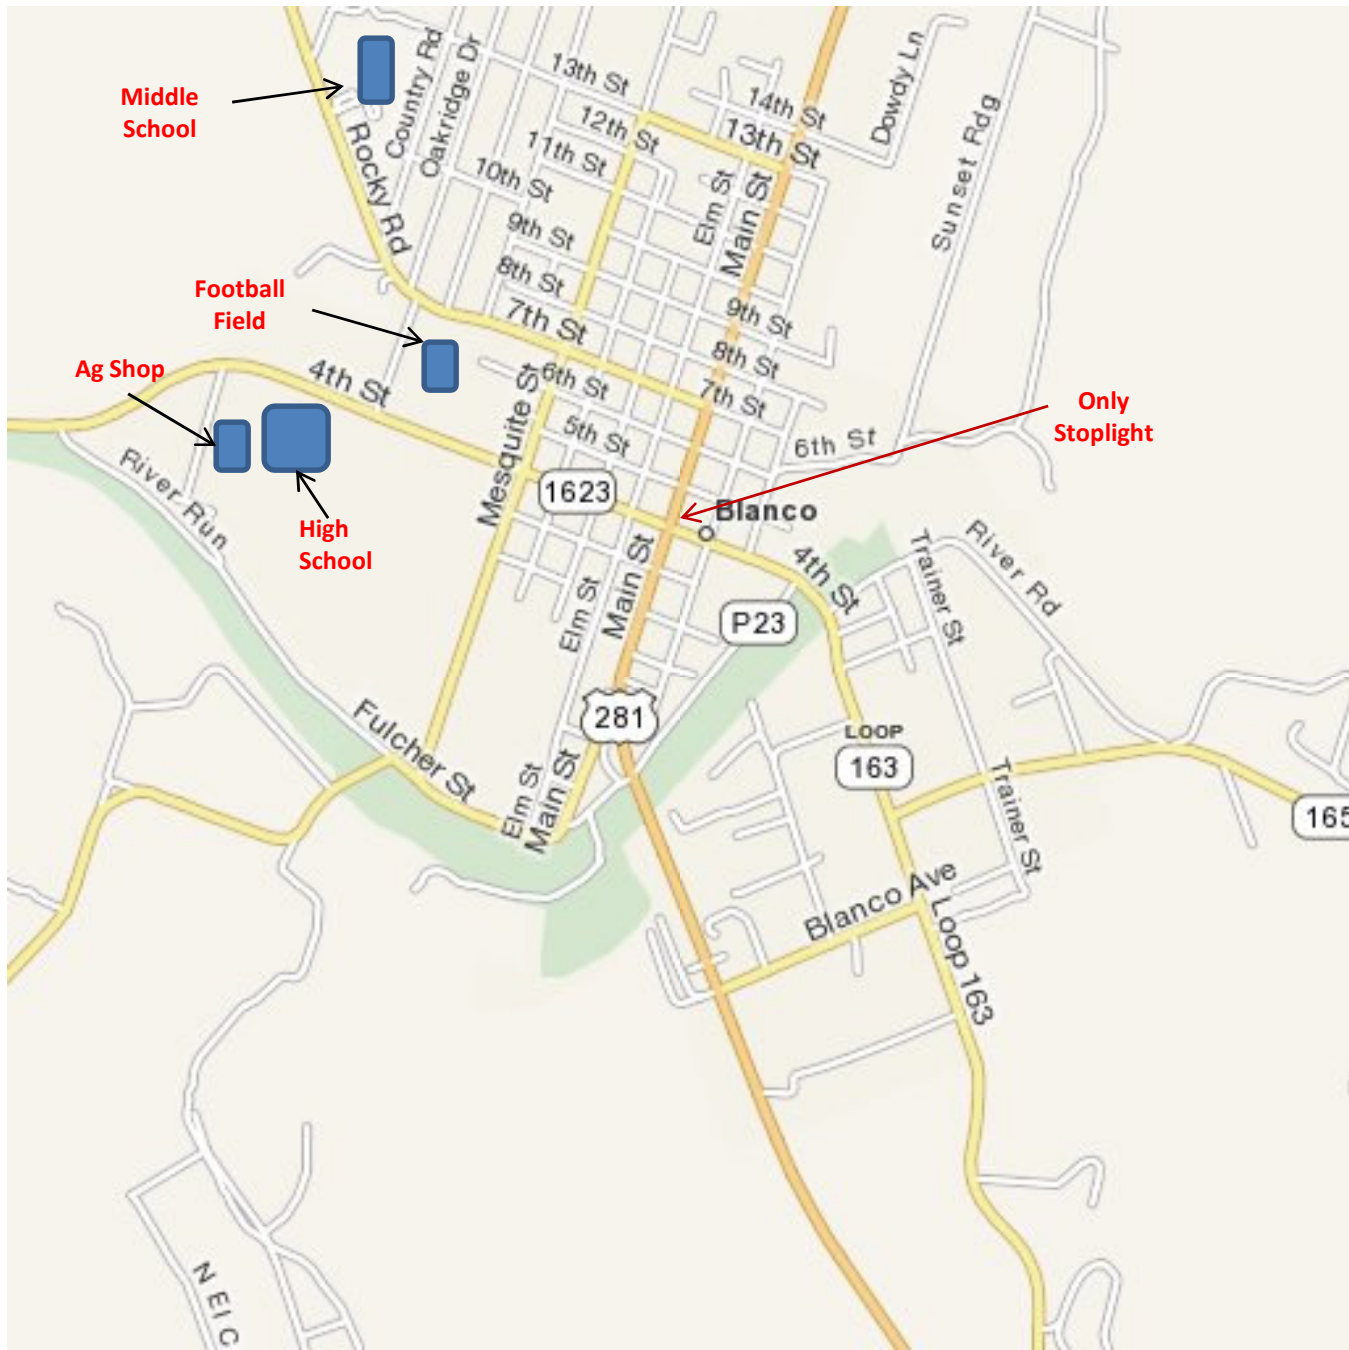 Middle
School
Country Rd
Oakridge Dr
Rocky Rd
13th St
12th St
11th St
10th St
9th St
8th St
7th St
14th St
13th St
Elm St
Main St
Dowdy Ln
Sunset Rdg
Football
Field
Ag Shop
4th St
High
School
River Run
Mesquite St
6th St
5th St
9th St
8th St
7th St
6th St
Only
Stoplight
1623
Blanco
4th St
Elm St
Main St
P23
Trainer St
River Rd
281
LOOP
163
Fulcher St
Elm St
Main St
Trainer St
165
Blanco Ave
Loop 163
N EIC